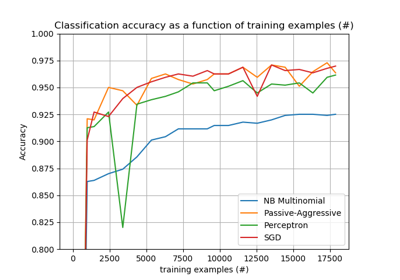 Classification accuracy as a function of training examples (#)
1.000
0.975
0.950
0.925
0.900
0.875
0.850
0.825
0.800
Accuracy
NB Multinomial
Passive-Aggressive
Perceptron
SGD
0 2500 5000 7500 10000 12500 15000 17500
training examples (#)